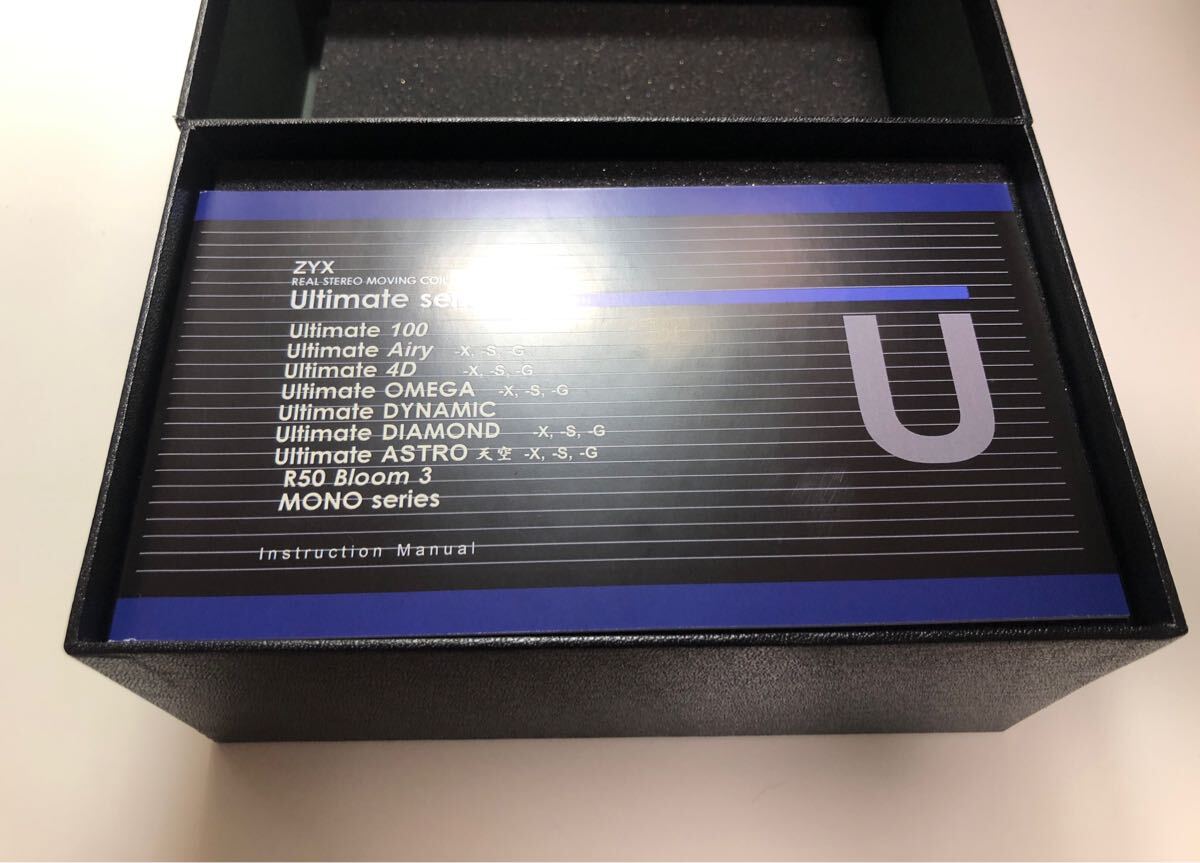 ZYX
REAL STEREO MOVING COIL
Ultimate
Ultimate 100
Ultimate Airy -X, -S, -G
Ultimate 4D -X, -S, -G
Ultimate OMEGA -X, -S, -G
Ultimate DYNAMIC
Ultimate DIAMOND -X, -S, -G
Ultimate ASTRO 天空 -X, -S, -G
R50 Bloom 3
MONO series
Instruction Manual
U